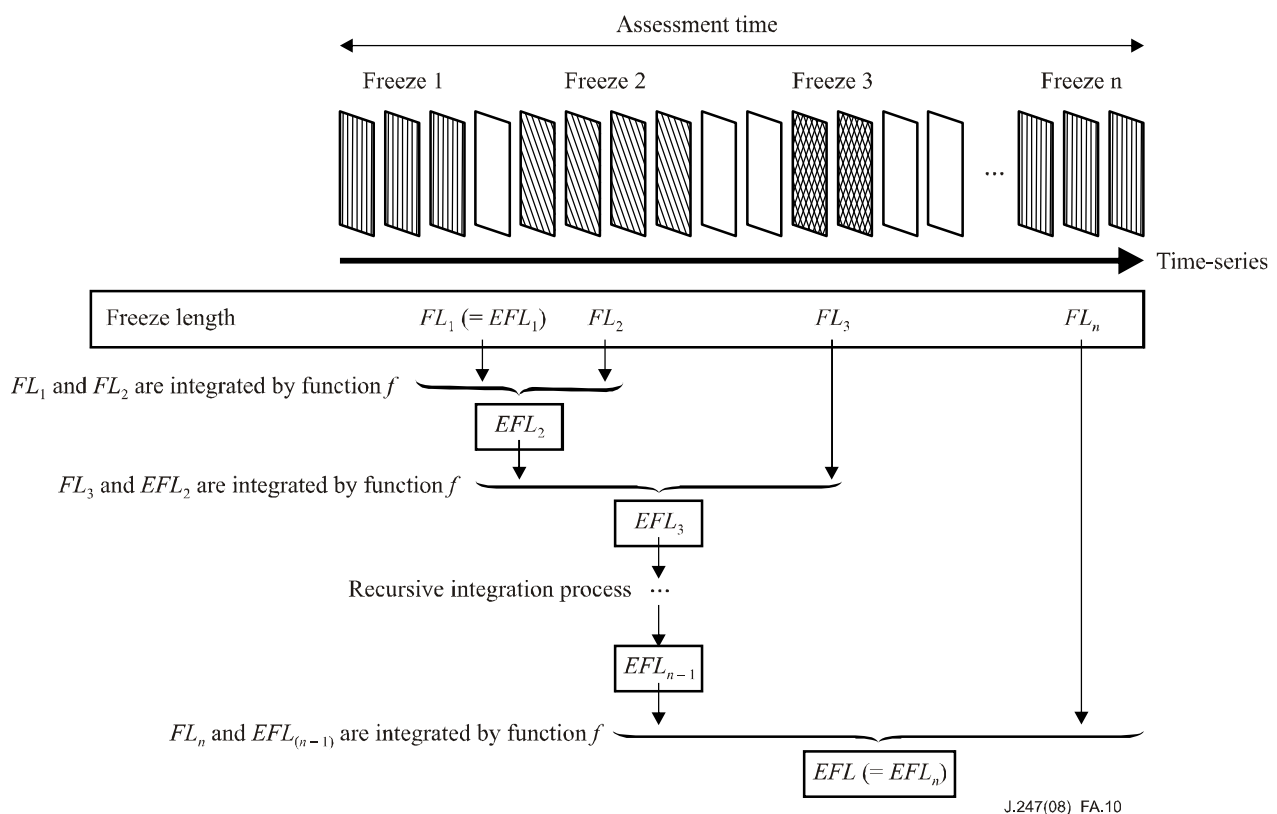 Assessment time
Freeze 1 Freeze 2 Freeze 3 Freeze n
...
Time-series
Freeze length FL₁ (= EFL₁) FL₂ FL₃ FLₙ
FL₁ and FL₂ are integrated by function f
EFL₂
FL₃ and EFL₂ are integrated by function f
EFL₃
Recursive integration process ...
EFLₙ₋₁
FLₙ and EFL₍ₙ₋₁₎ are integrated by function f
EFL (= EFLₙ)
J.247(08) FA.10